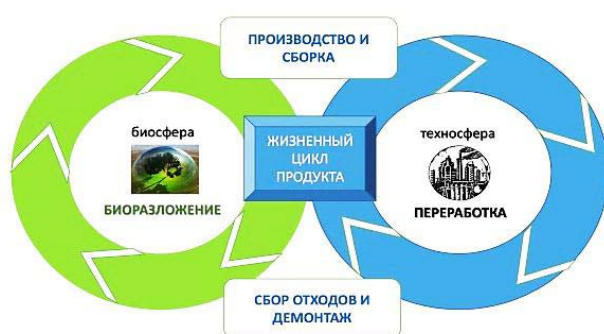 ПРОИЗВОДСТВО И
СБОРКА
биосфера
БИОРАЗЛОЖЕНИЕ
ЖИЗНЕННЫЙ
ЦИКЛ
ПРОДУКТА
техносфера
ПЕРЕРАБОТКА
СБОР ОТХОДОВ И
ДЕМОНТАЖ